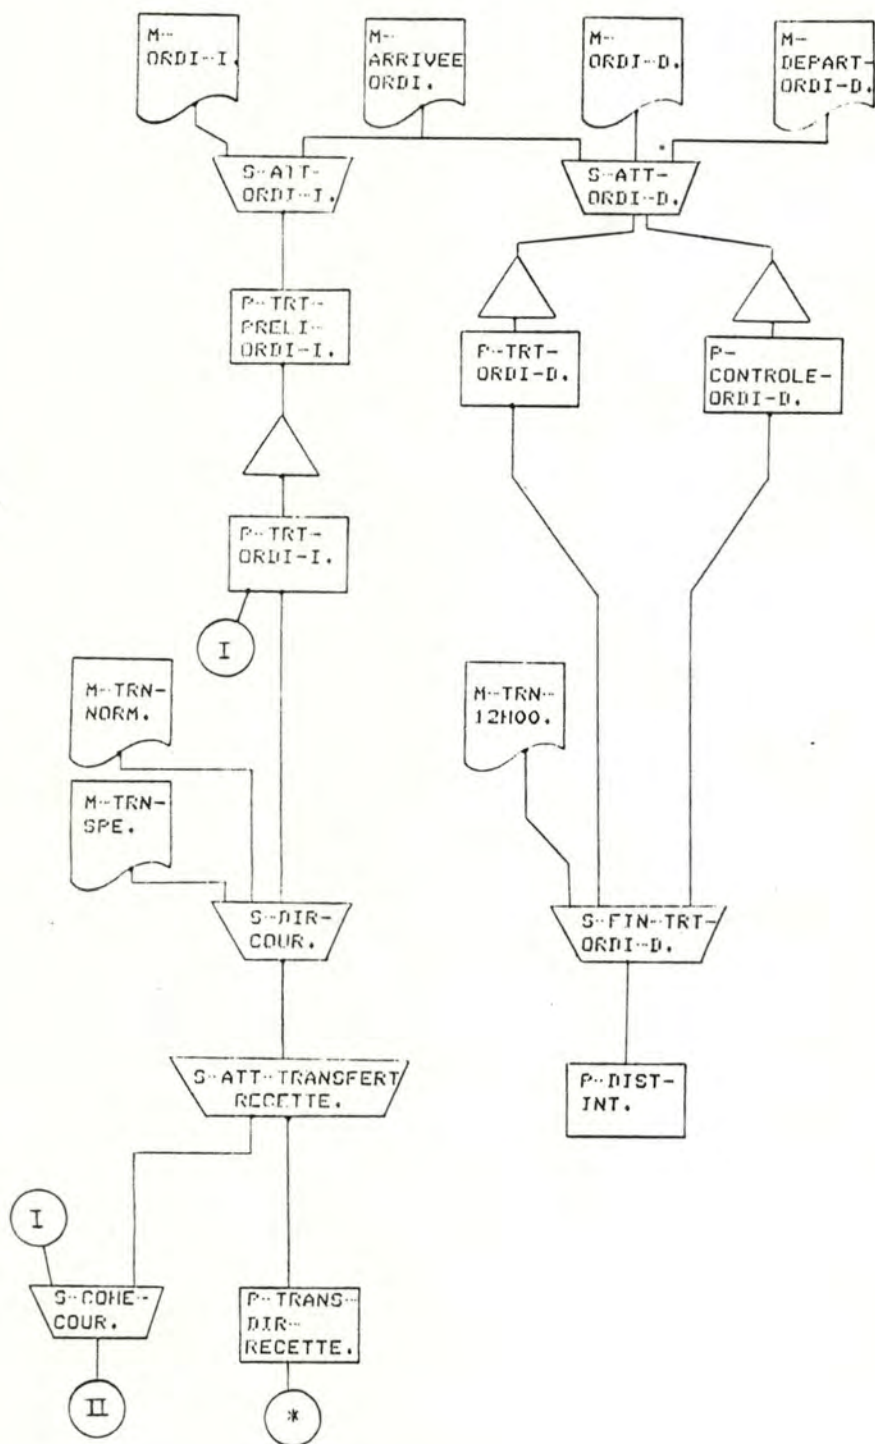 M--
ORDI--I.
M--
ARRIVEE
ORDI.
M--
ORDI--D.
M-
DEPART-
ORDI-D.
*
S--ATT-
ORDI--I.
S--ATT-
ORDI--D.
P--TRT-
PRELI--
ORDI--I.
P--TRT-
ORDI-D.
P-
CONTROLE-
ORDI-D.
P--TRT-
ORDI-I.
I
M--TRN-
NORM.
M--TRN--
12H00.
M--TRN-
SPE.
S--DIR-
COUR.
S--FIN--TRT-
ORDI--D.
S--ATT--TRANSFERT
RECETTE.
P--DIST-
INT.
I
S--COHE--
COUR.
P--TRANS--
DIR--
RECETTE.
II
*